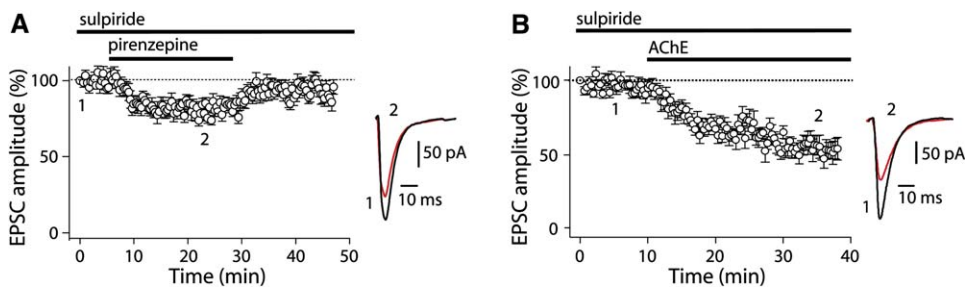 A
sulpiride
pirenzepine
EPSC amplitude (%)
100
50
0
1
2
0 10 20 30 40 50
Time (min)
2
1
50 pA
10 ms
B
sulpiride
AChE
EPSC amplitude (%)
100
50
0
1
2
0 10 20 30 40
Time (min)
2
1
50 pA
10 ms